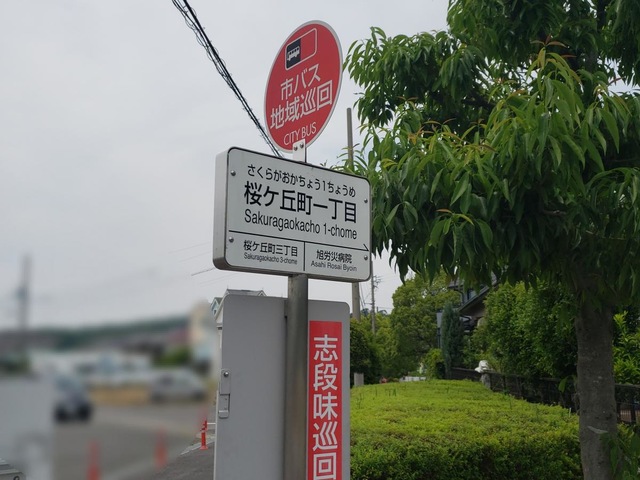 市バス
地域巡回
CITY BUS
さくらがおかちょう1ちょうめ
桜ケ丘町一丁目
Sakuragaokacho 1-chome
桜ケ丘町三丁目
Sakuragaokacho 3-chome
旭労災病院
Asahi Rosai Byoin
志段味巡回